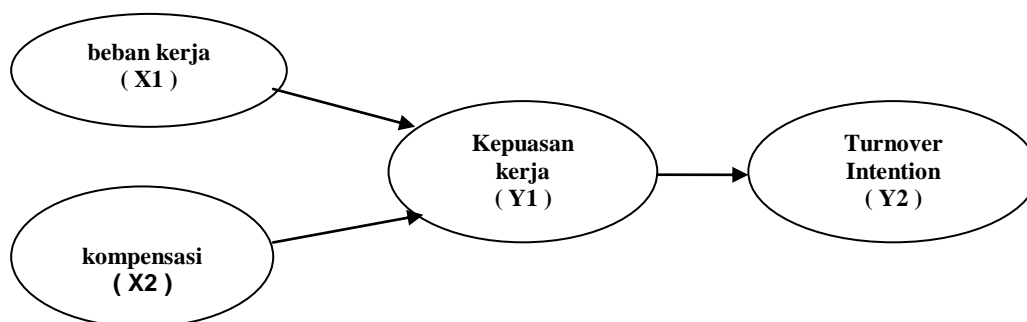 beban kerja
( X1 )
Kepuasan
kerja
( Y1 )
Turnover
Intention
( Y2 )
kompensasi
( X2 )